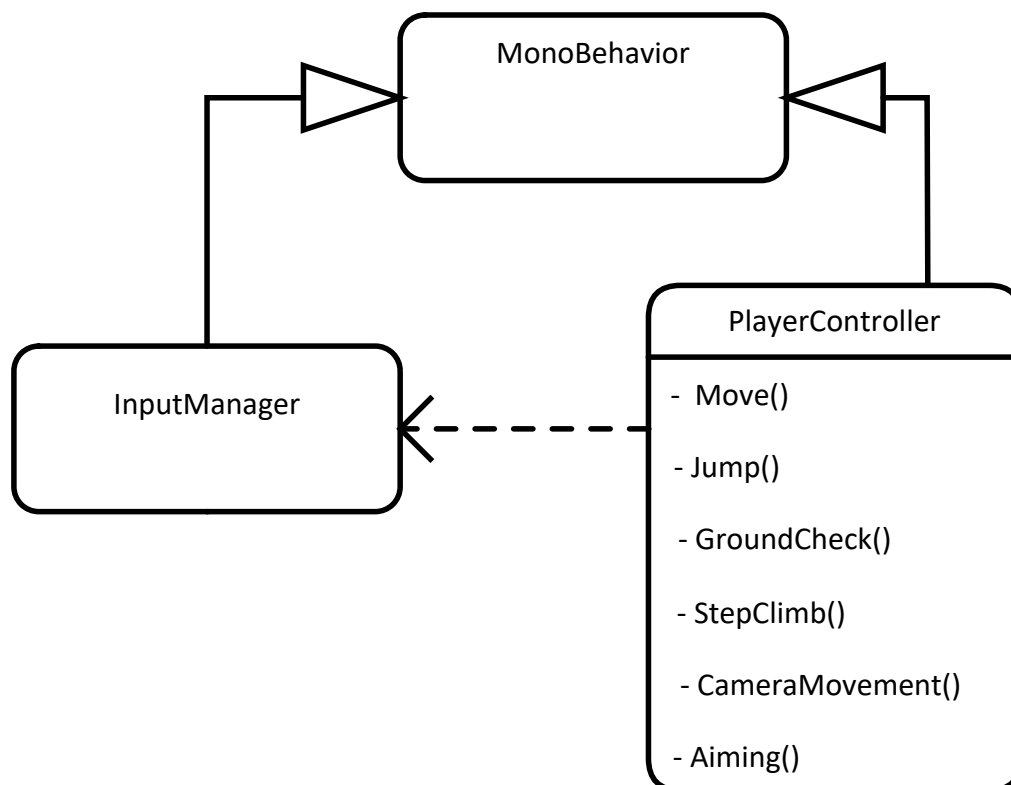 MonoBehavior
PlayerController
InputManager
- Move()
- Jump()
- GroundCheck()
- StepClimb()
- CameraMovement()
- Aiming()